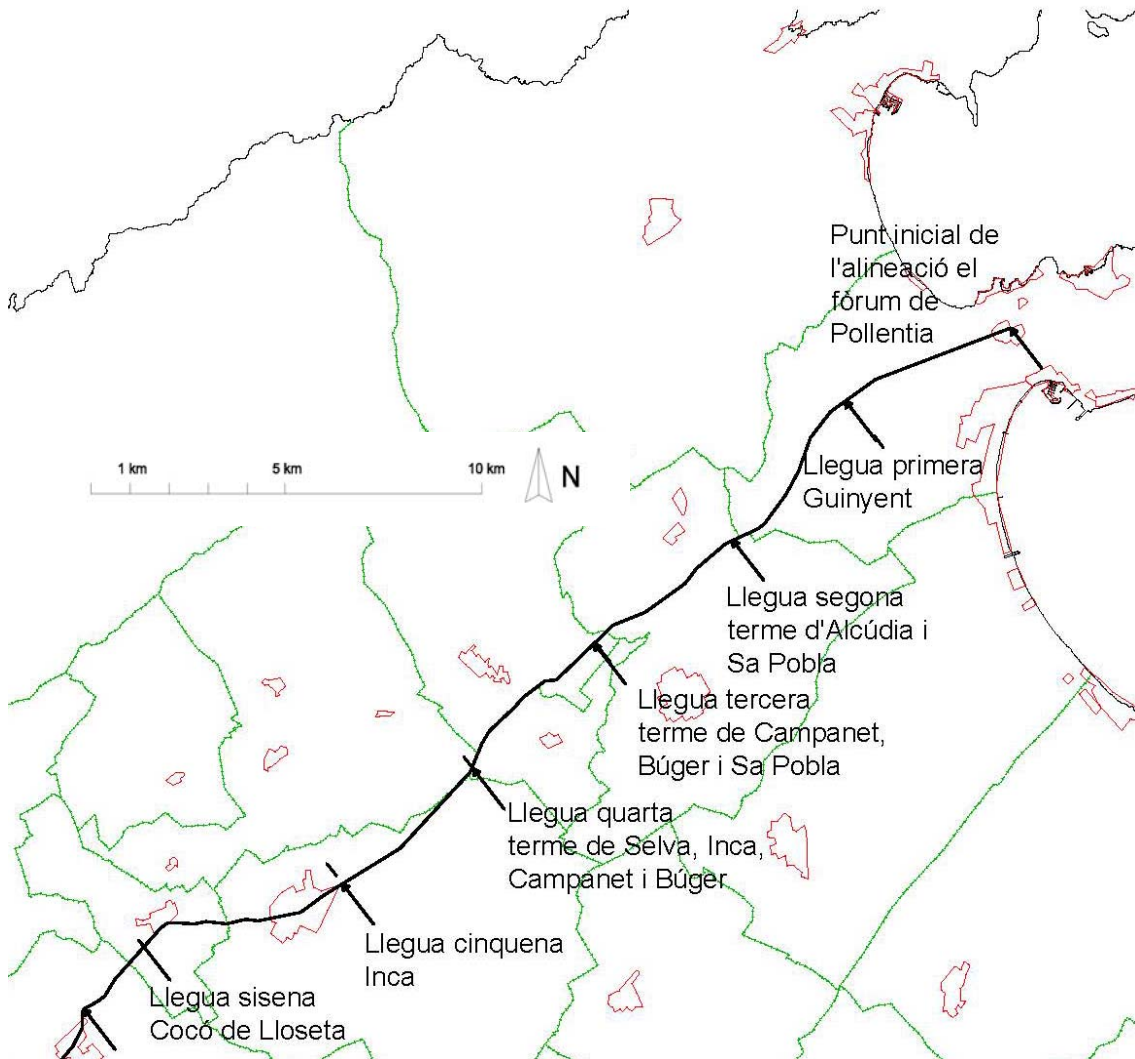 Punt inicial de
l'alineació el
fòrum de
Pollentia
1 km
5 km
10 km
N
Llegua primera
Guinyent
Llegua segona
terme d'Alcúdia i
Sa Pobla
Llegua tercera
terme de Campanet,
Búger i Sa Pobla
Llegua quarta
terme de Selva, Inca,
Campanet i Búger
Llegua cinquena
Inca
Llegua sisena
Cocó de Lloseta